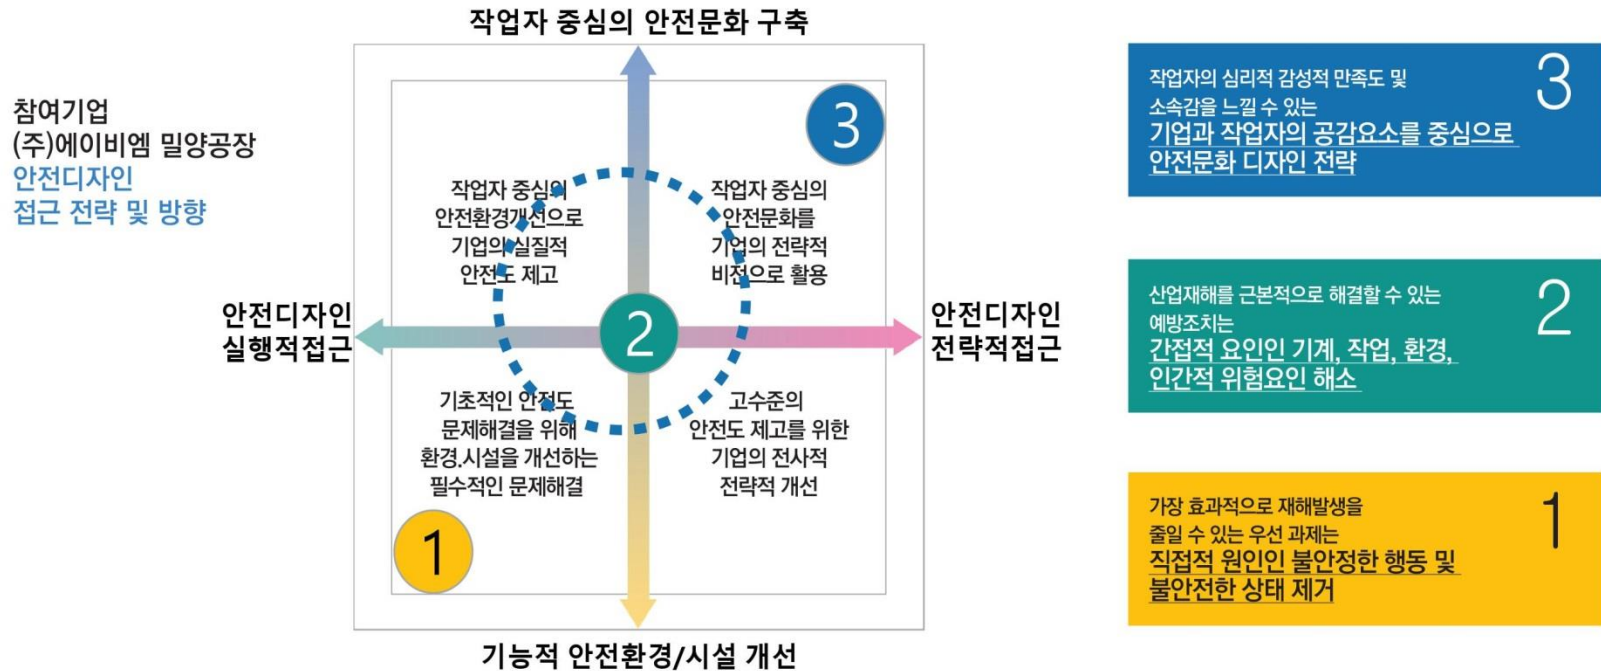 작업자 중심의 안전문화 구축
참여기업
(주)에이비엠 밀양공장
안전디자인
접근 전략 및 방향
3
작업자 중심의
안전환경개선으로
기업의 실질적
안전도 제고
작업자 중심의
안전문화를
기업의 전략적
비전으로 활용
안전디자인
실행적접근
2
안전디자인
전략적접근
기초적인 안전도
문제해결을 위해
환경.시설을 개선하는
필수적인 문제해결
고수준의
안전도 제고를 위한
기업의 전사적
전략적 개선
1
기능적 안전환경/시설 개선
작업자의 심리적 감성적 만족도 및
소속감을 느낄 수 있는
기업과 작업자의 공감요소를 중심으로
안전문화 디자인 전략
3
산업재해를 근본적으로 해결할 수 있는
예방조치는
간접적 요인인 기계, 작업, 환경,
인간적 위험요인 해소
2
가장 효과적으로 재해발생을
줄일 수 있는 우선 과제는
직접적 원인인 불안정한 행동 및
불안전한 상태 제거
1